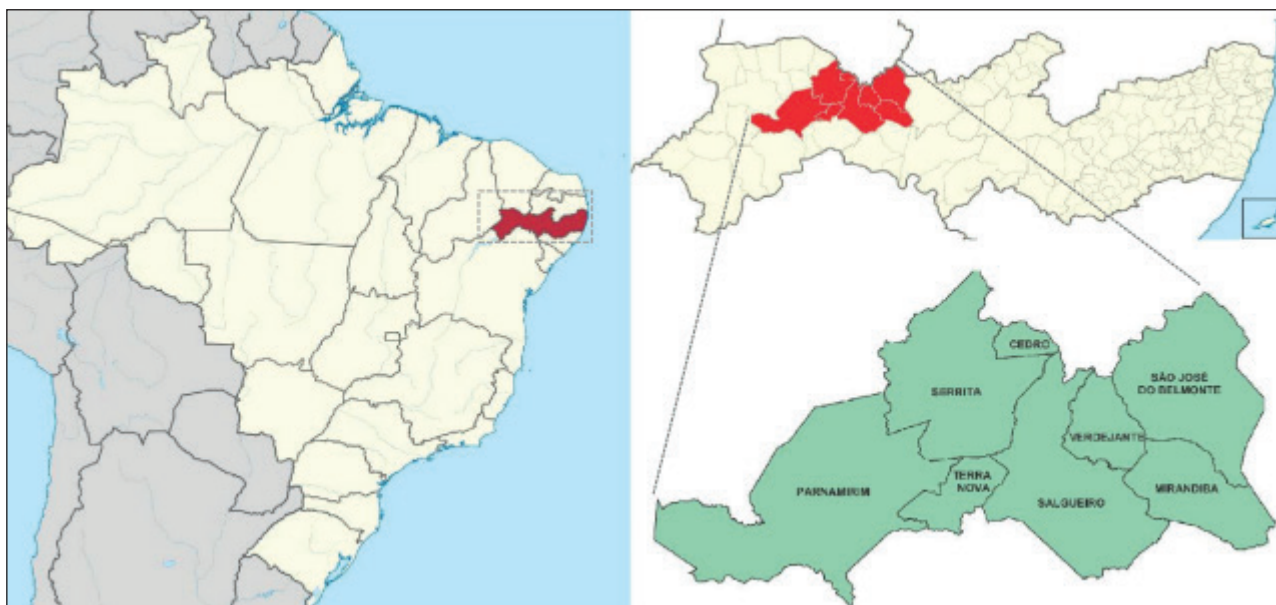 CEDRO
SÃO JOSÉ
DO BELMONTE
SERRITA
VERDEJANTE
TERRA
NOVA
PARNAMIRIM
MIRANDIBA
SALGUEIRO